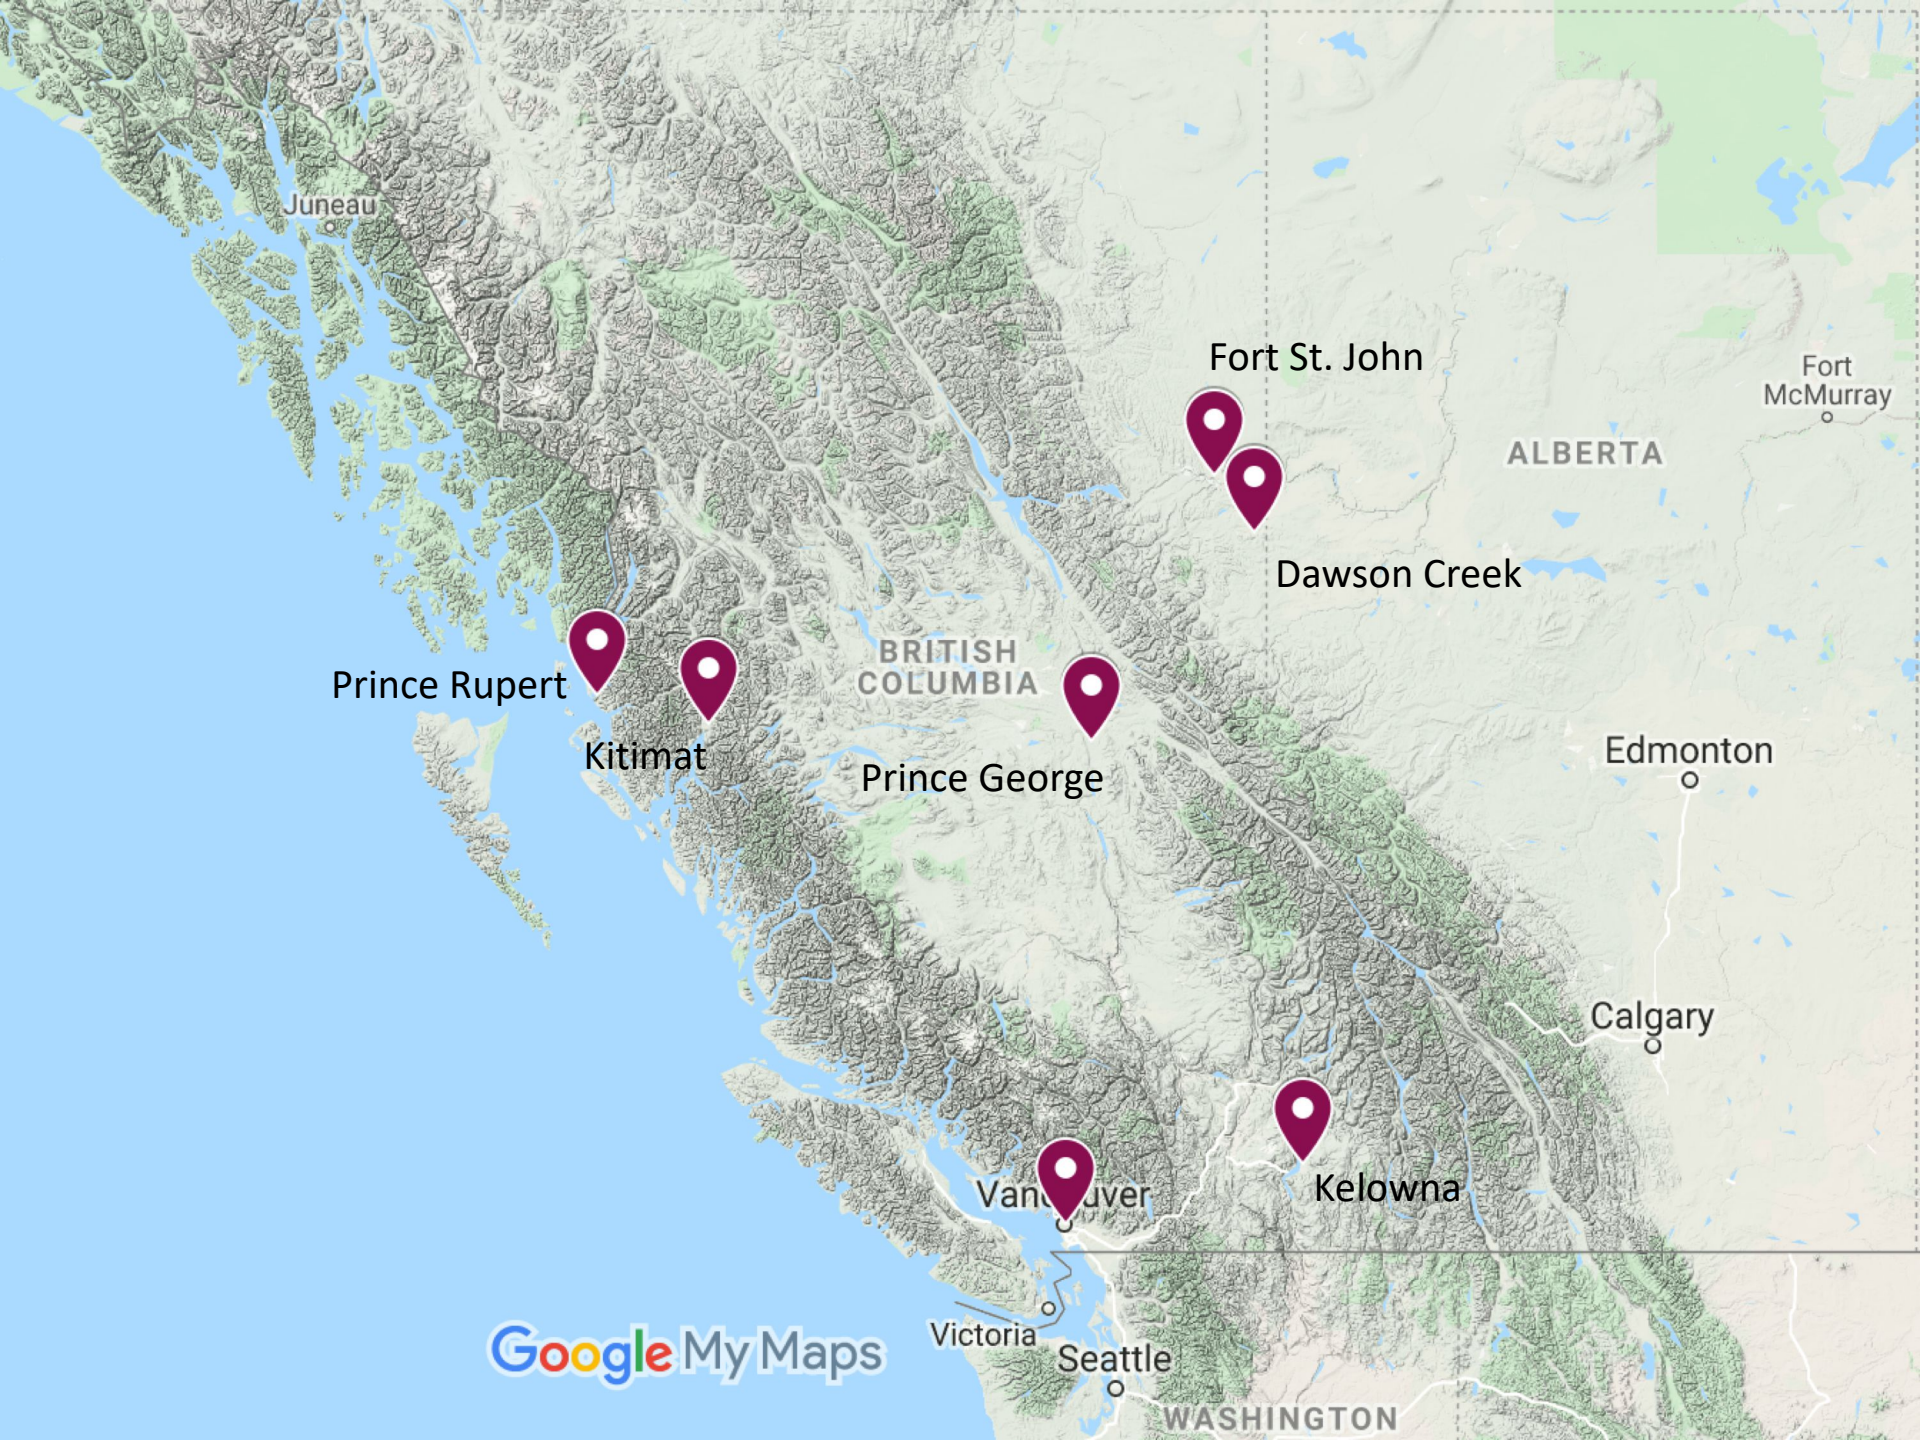 Juneau
Fort St. John
Fort
McMurray
ALBERTA
Dawson Creek
BRITISH
COLUMBIA
Prince Rupert
Kitimat
Prince George
Edmonton
Calgary
Vancouver
Kelowna
Victoria
Google My Maps
Seattle
WASHINGTON